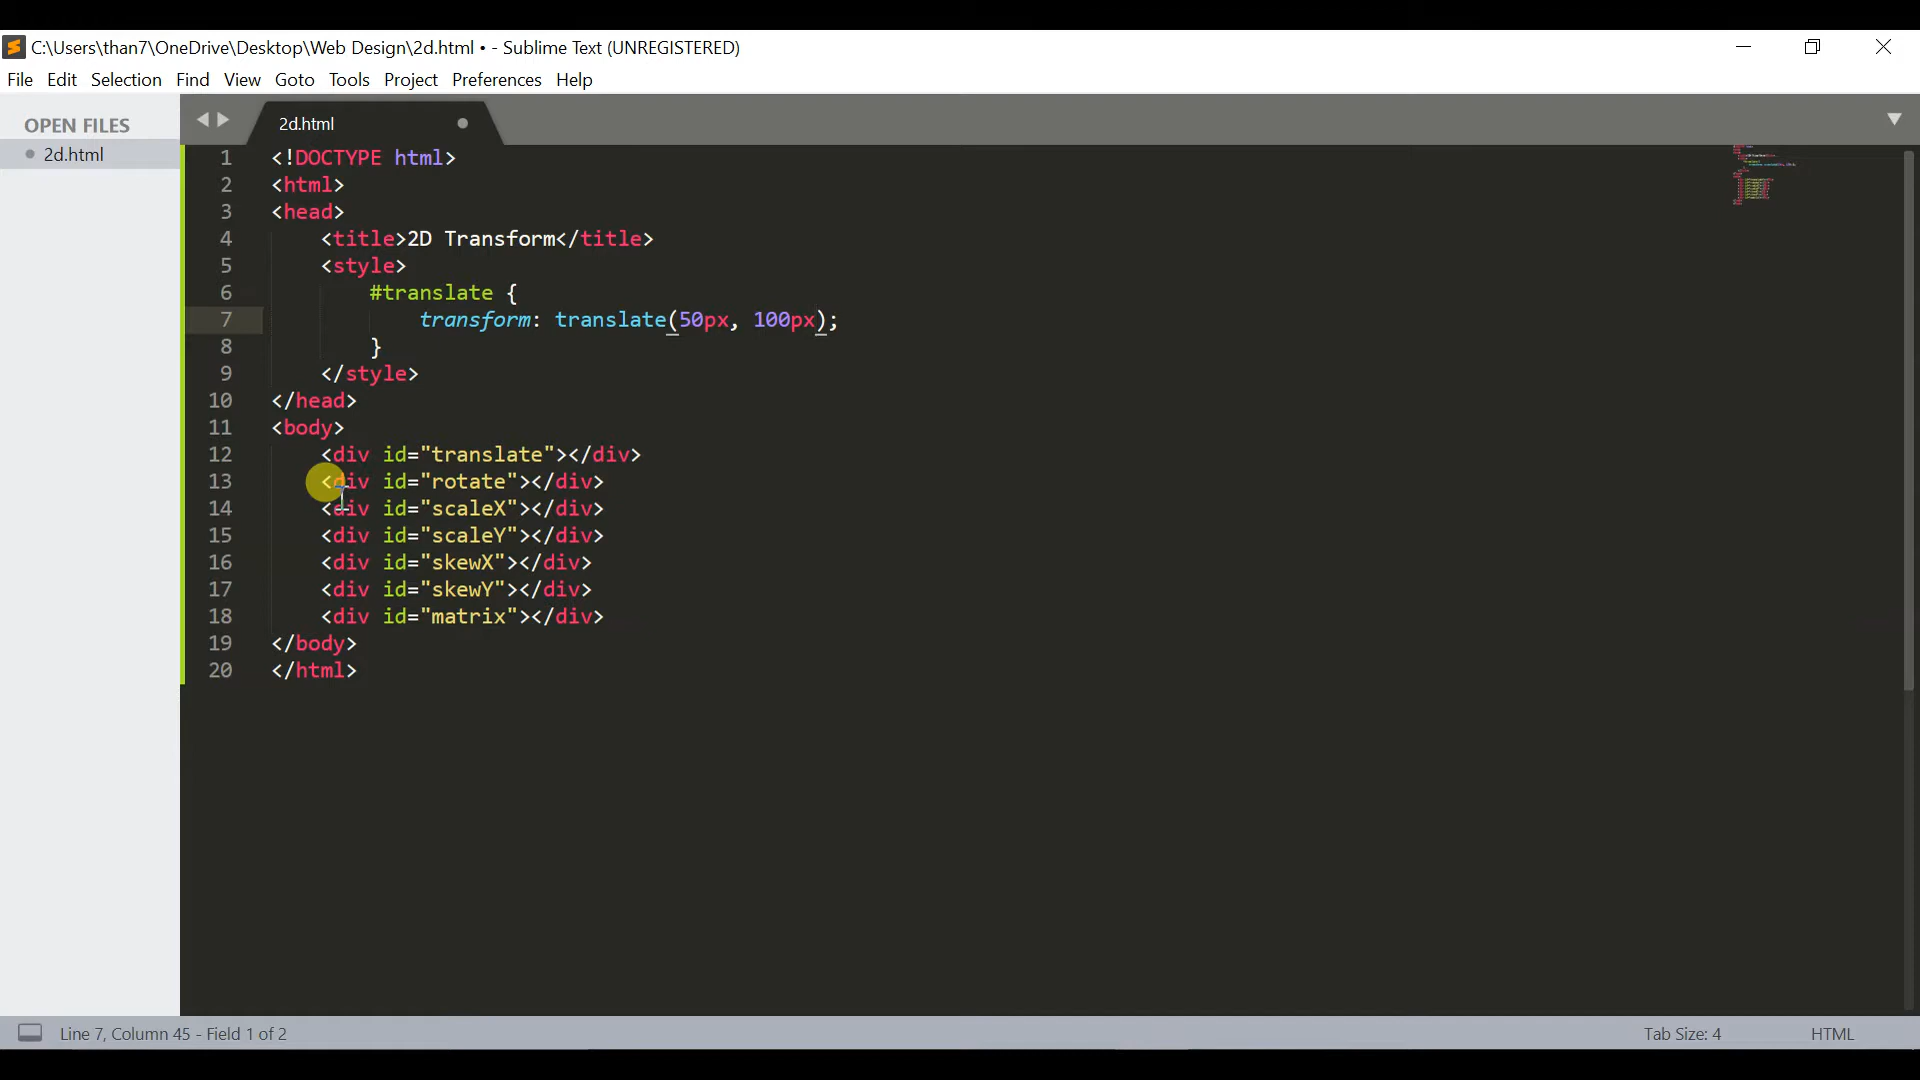 C:\Users\than7\OneDrive\Desktop\Web Design\2d.html • - Sublime Text (UNREGISTERED)
File Edit Selection Find View Goto Tools Project Preferences Help
OPEN FILES
2d.html
2d.html
1 <!DOCTYPE html>
2 <html>
3 <head>
4 <title>2D Transform</title>
5 <style>
6 #translate {
7 transform: translate(50px, 100px);
8 }
9 </style>
10 </head>
11 <body>
12 <div id="translate"></div>
13 <div id="rotate"></div>
14 <div id="scaleX"></div>
15 <div id="scaleY"></div>
16 <div id="skewX"></div>
17 <div id="skewY"></div>
18 <div id="matrix"></div>
19 </body>
20 </html>
Line 7, Column 45 - Field 1 of 2
Tab Size: 4
HTML